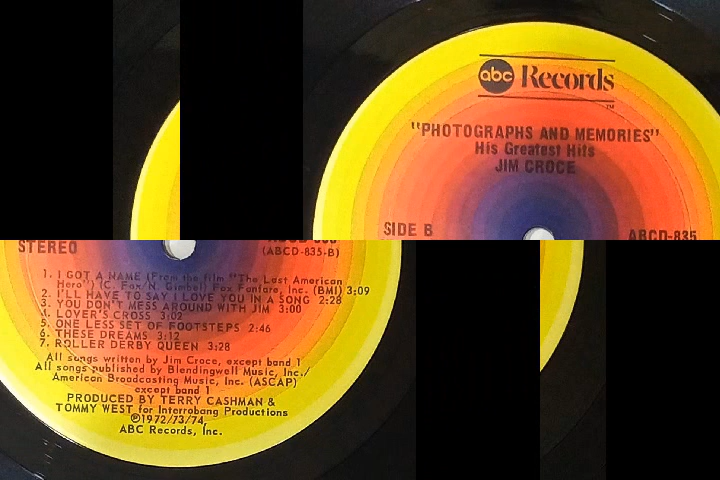 abc Records
TM
"PHOTOGRAPHS AND MEMORIES"
His Greatest Hits
JIM CROCE
SIDE B
ABCD-835
STEREO
(ABCD-835-B)
1. I GOT A NAME (From the film "The Last American
Hero") (C. Fox/N. Gimbel) Fox Fanfare, Inc. (BMI) 3:09
2. I'LL HAVE TO SAY I LOVE YOU IN A SONG 2:28
3. YOU DON'T MESS AROUND WITH JIM 3:00
4. LOVER'S CROSS 3:02
5. ONE LESS SET OF FOOTSTEPS 2:46
6. THESE DREAMS 3:12
7. ROLLER DERBY QUEEN 3:28
All songs written by Jim Croce, except band 1
All songs published by Blendingwell Music, Inc./
American Broadcasting Music, Inc. (ASCAP)
except band 1
PRODUCED BY TERRY CASHMAN &
TOMMY WEST for Interrobang Productions
℗1972/73/74,
ABC Records, Inc.